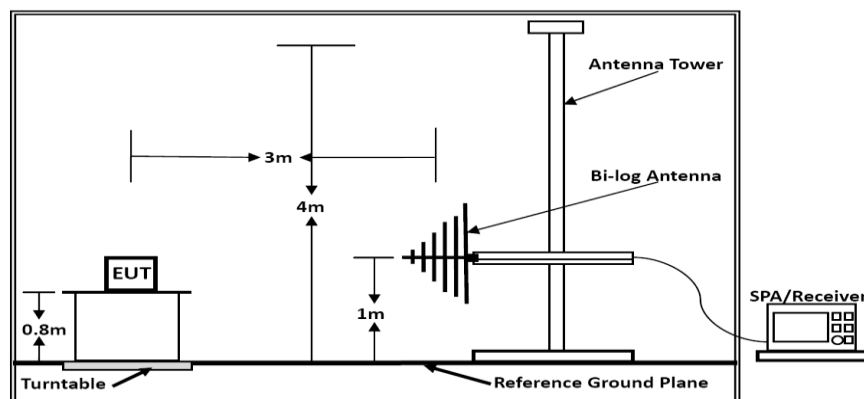 Antenna Tower
3m
Bi-log Antenna
4m
EUT
SPA/Receiver
0.8m
1m
Turntable
Reference Ground Plane